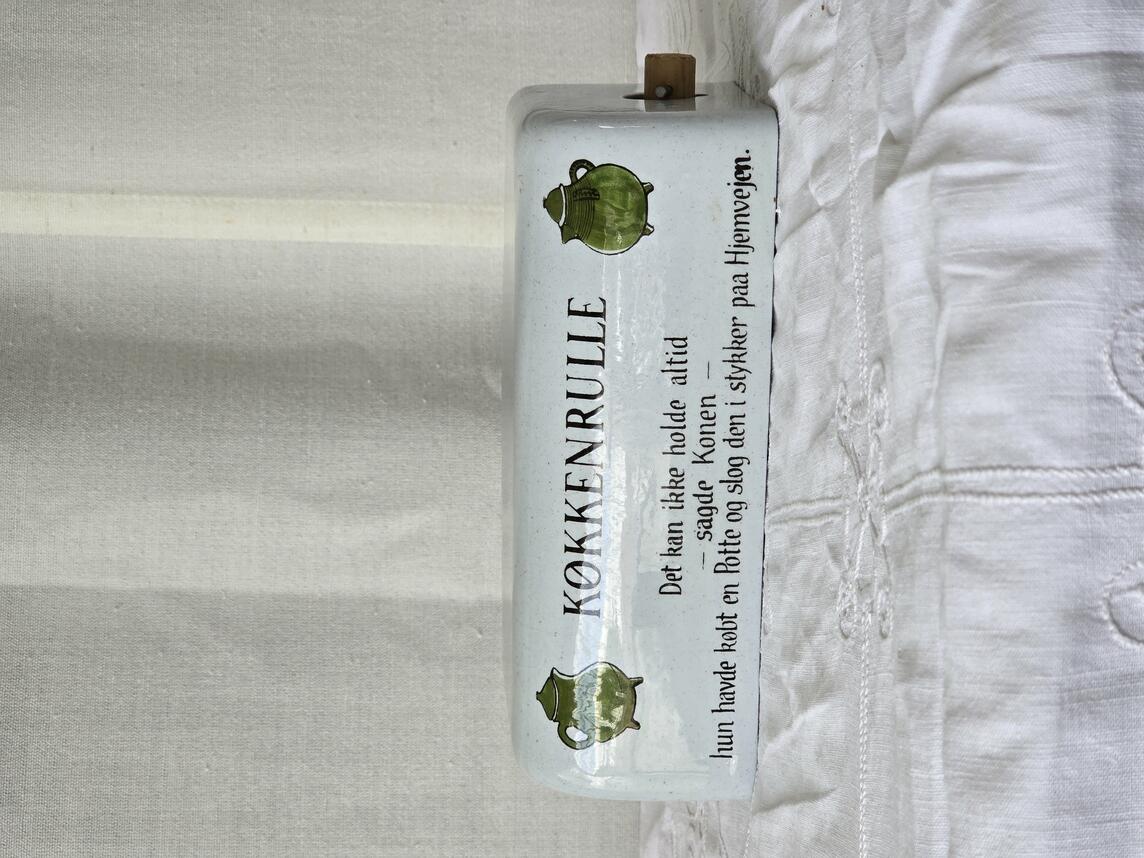 KØKKENRULLE
Det kan ikke holde altid
— sagde Konen —
hun havde købt en Potte og slog den i stykker paa Hjemvejen.